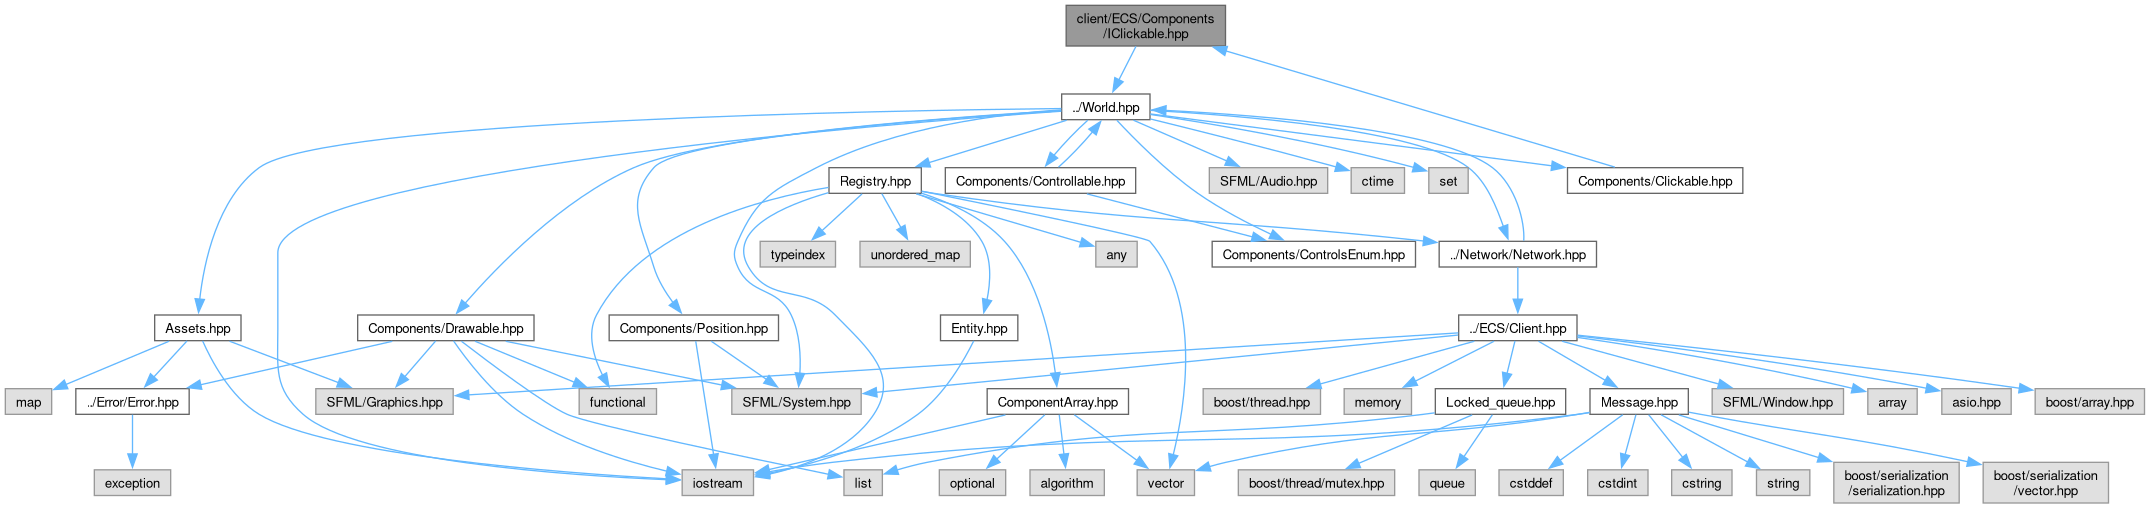 client/ECS/Components
/IClickable.hpp
../World.hpp
Registry.hpp
Components/Controllable.hpp
SFML/Audio.hpp
ctime
set
Components/Clickable.hpp
typeindex
unordered_map
any
Components/ControlsEnum.hpp
../Network/Network.hpp
Assets.hpp
Components/Drawable.hpp
Components/Position.hpp
Entity.hpp
../ECS/Client.hpp
map
../Error/Error.hpp
SFML/Graphics.hpp
functional
SFML/System.hpp
ComponentArray.hpp
boost/thread.hpp
memory
Locked_queue.hpp
Message.hpp
SFML/Window.hpp
array
asio.hpp
boost/array.hpp
exception
iostream
list
optional
algorithm
vector
boost/thread/mutex.hpp
queue
cstddef
cstdint
cstring
string
boost/serialization
/serialization.hpp
boost/serialization
/vector.hpp